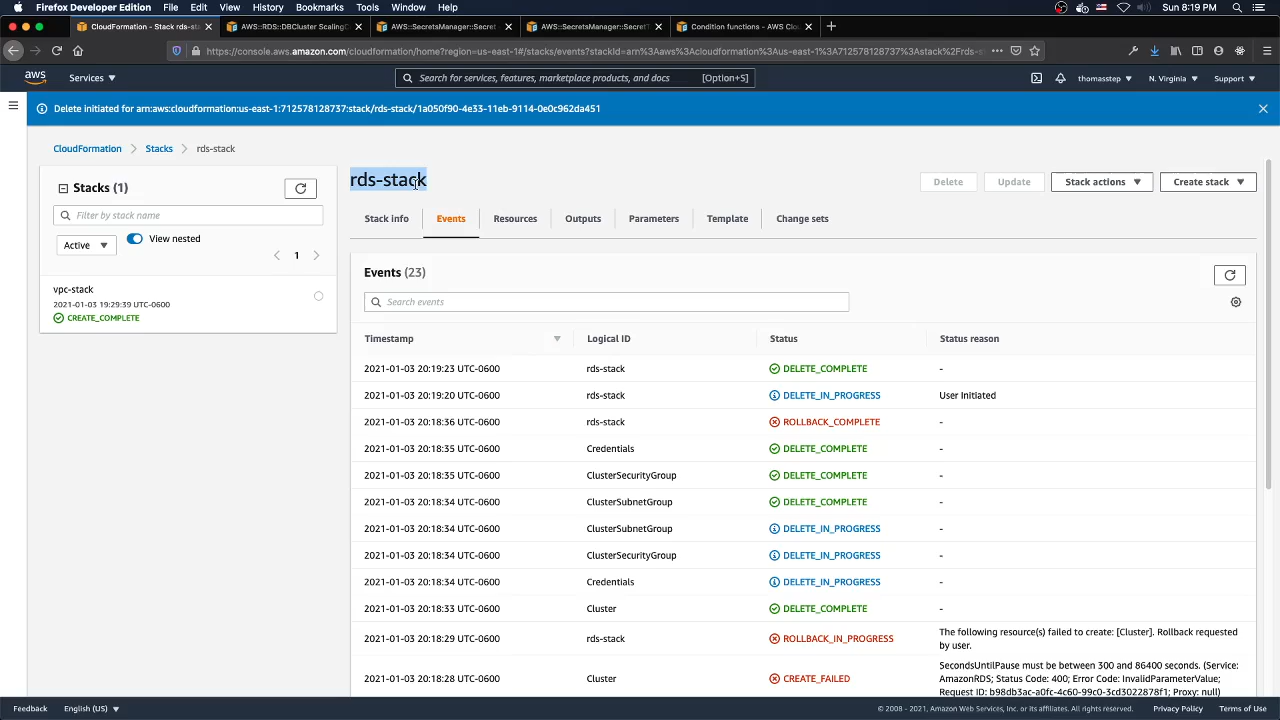 Firefox Developer Edition File Edit View History Bookmarks Tools Window Help Sun 8:19 PM
CloudFormation - Stack rds-stac × AWS::RDS::DBCluster ScalingC × AWS::SecretsManager::Secret - × AWS::SecretsManager::SecretT × Condition functions - AWS Clo × +
https://console.aws.amazon.com/cloudformation/home?region=us-east-1#/stacks/events?stackId=arn%3Aaws%3Acloudformation%3Aus-east-1%3A712578128737%3Astack%2Frds-s
aws Services ▼ Search for services, features, marketplace products, and docs [Option+S] thomasstep ▼ N. Virginia ▼ Support ▼
Delete initiated for arn:aws:cloudformation:us-east-1:712578128737:stack/rds-stack/1a050f90-4e33-11eb-9114-0e0c962da451
CloudFormation > Stacks > rds-stack
Stacks (1)
Filter by stack name
Active ▼ View nested
< 1 >
vpc-stack
2021-01-03 19:29:39 UTC-0600
CREATE_COMPLETE
rds-stack
Delete Update Stack actions ▼ Create stack ▼
Stack info Events Resources Outputs Parameters Template Change sets
Events (23)
Search events
Timestamp Logical ID Status Status reason
2021-01-03 20:19:23 UTC-0600 rds-stack DELETE_COMPLETE -
2021-01-03 20:19:20 UTC-0600 rds-stack DELETE_IN_PROGRESS User Initiated
2021-01-03 20:18:36 UTC-0600 rds-stack ROLLBACK_COMPLETE -
2021-01-03 20:18:35 UTC-0600 Credentials DELETE_COMPLETE -
2021-01-03 20:18:35 UTC-0600 ClusterSecurityGroup DELETE_COMPLETE -
2021-01-03 20:18:34 UTC-0600 ClusterSubnetGroup DELETE_COMPLETE -
2021-01-03 20:18:34 UTC-0600 ClusterSubnetGroup DELETE_IN_PROGRESS -
2021-01-03 20:18:34 UTC-0600 ClusterSecurityGroup DELETE_IN_PROGRESS -
2021-01-03 20:18:34 UTC-0600 Credentials DELETE_IN_PROGRESS -
2021-01-03 20:18:33 UTC-0600 Cluster DELETE_COMPLETE -
2021-01-03 20:18:29 UTC-0600 rds-stack ROLLBACK_IN_PROGRESS The following resource(s) failed to create: [Cluster]. Rollback requested
by user.
2021-01-03 20:18:28 UTC-0600 Cluster CREATE_FAILED SecondsUntilPause must be between 300 and 86400 seconds. (Service:
AmazonRDS; Status Code: 400; Error Code: InvalidParameterValue;
Request ID: b98db3ac-a0fc-4c60-99c0-3cd3022878f1; Proxy: null)
Feedback English (US) ▼ © 2008 - 2021, Amazon Web Services, Inc. or its affiliates. All rights reserved. Privacy Policy Terms of Use